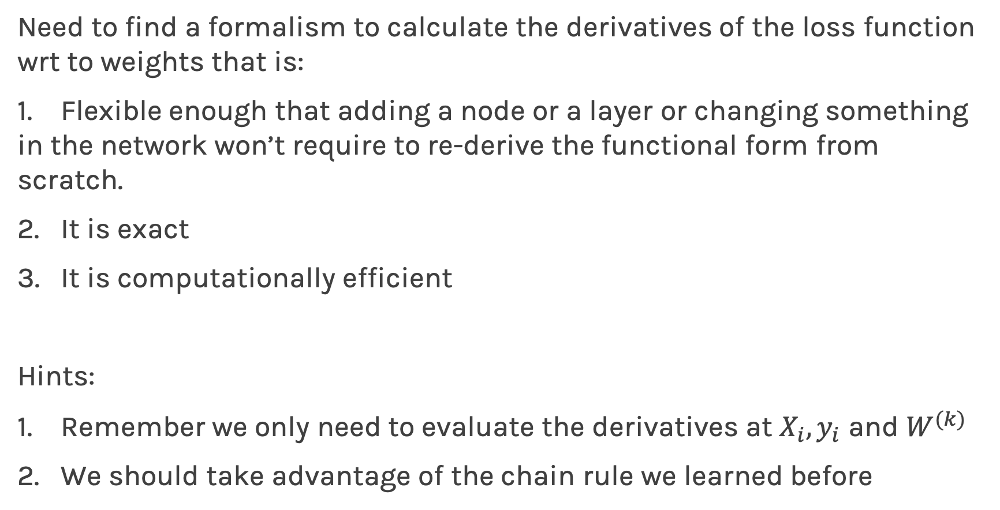 Need to find a formalism to calculate the derivatives of the loss function
wrt to weights that is:
1. Flexible enough that adding a node or a layer or changing something
in the network won’t require to re-derive the functional form from
scratch.
2. It is exact
3. It is computationally efficient
Hints:
1. Remember we only need to evaluate the derivatives at X_i, y_i and W^(k)
2. We should take advantage of the chain rule we learned before